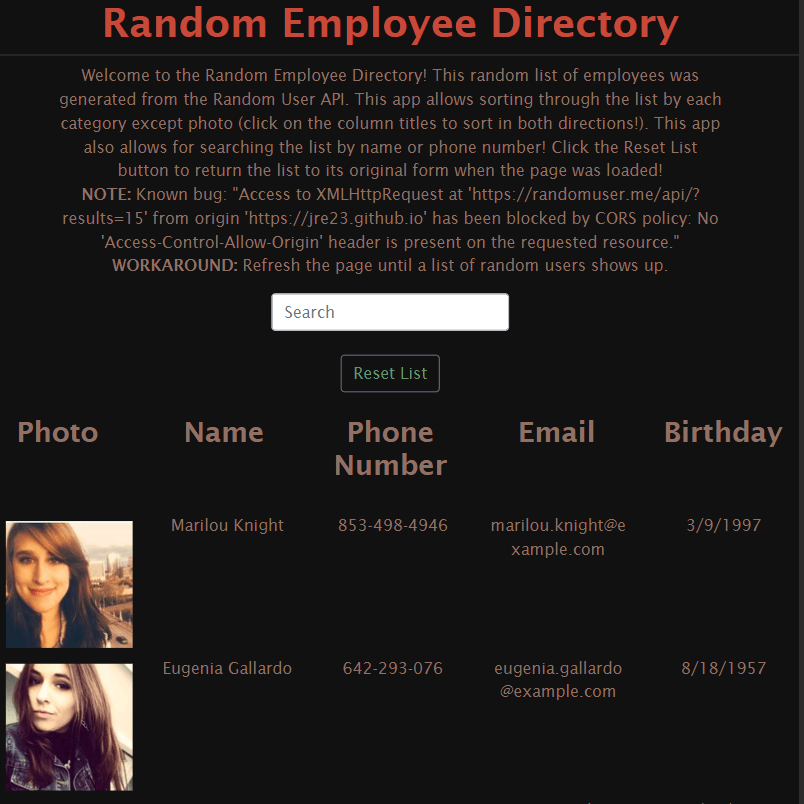 Random Employee Directory
Welcome to the Random Employee Directory! This random list of employees was
generated from the Random User API. This app allows sorting through the list by each
category except photo (click on the column titles to sort in both directions!). This app
also allows for searching the list by name or phone number! Click the Reset List
button to return the list to its original form when the page was loaded!
NOTE: Known bug: "Access to XMLHttpRequest at 'https://randomuser.me/api/?
results=15' from origin 'https://jre23.github.io' has been blocked by CORS policy: No
'Access-Control-Allow-Origin' header is present on the requested resource."
WORKAROUND: Refresh the page until a list of random users shows up.
Search
Reset List
Photo Name Phone Number Email Birthday
Marilou Knight 853-498-4946 marilou.knight@e 3/9/1997
xample.com
Eugenia Gallardo 642-293-076 eugenia.gallardo 8/18/1957
@example.com